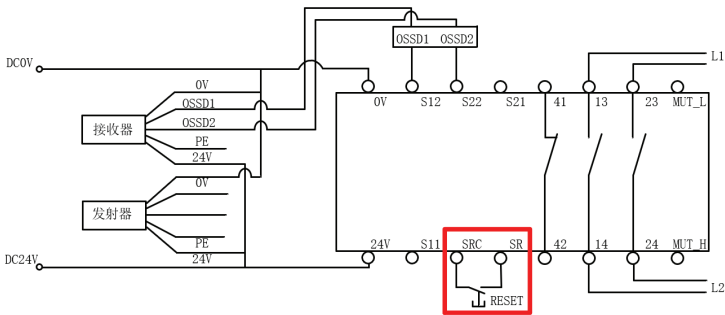 OSSD1 OSSD2
L1
DC0V
0V
OSSD1
OSSD2
PE
24V
接收器
0V S12 S22 S21 41 13 23 MUT_L
0V
PE
24V
发射器
24V S11 SRC SR 42 14 24 MUT_H
DC24V
L2
RESET